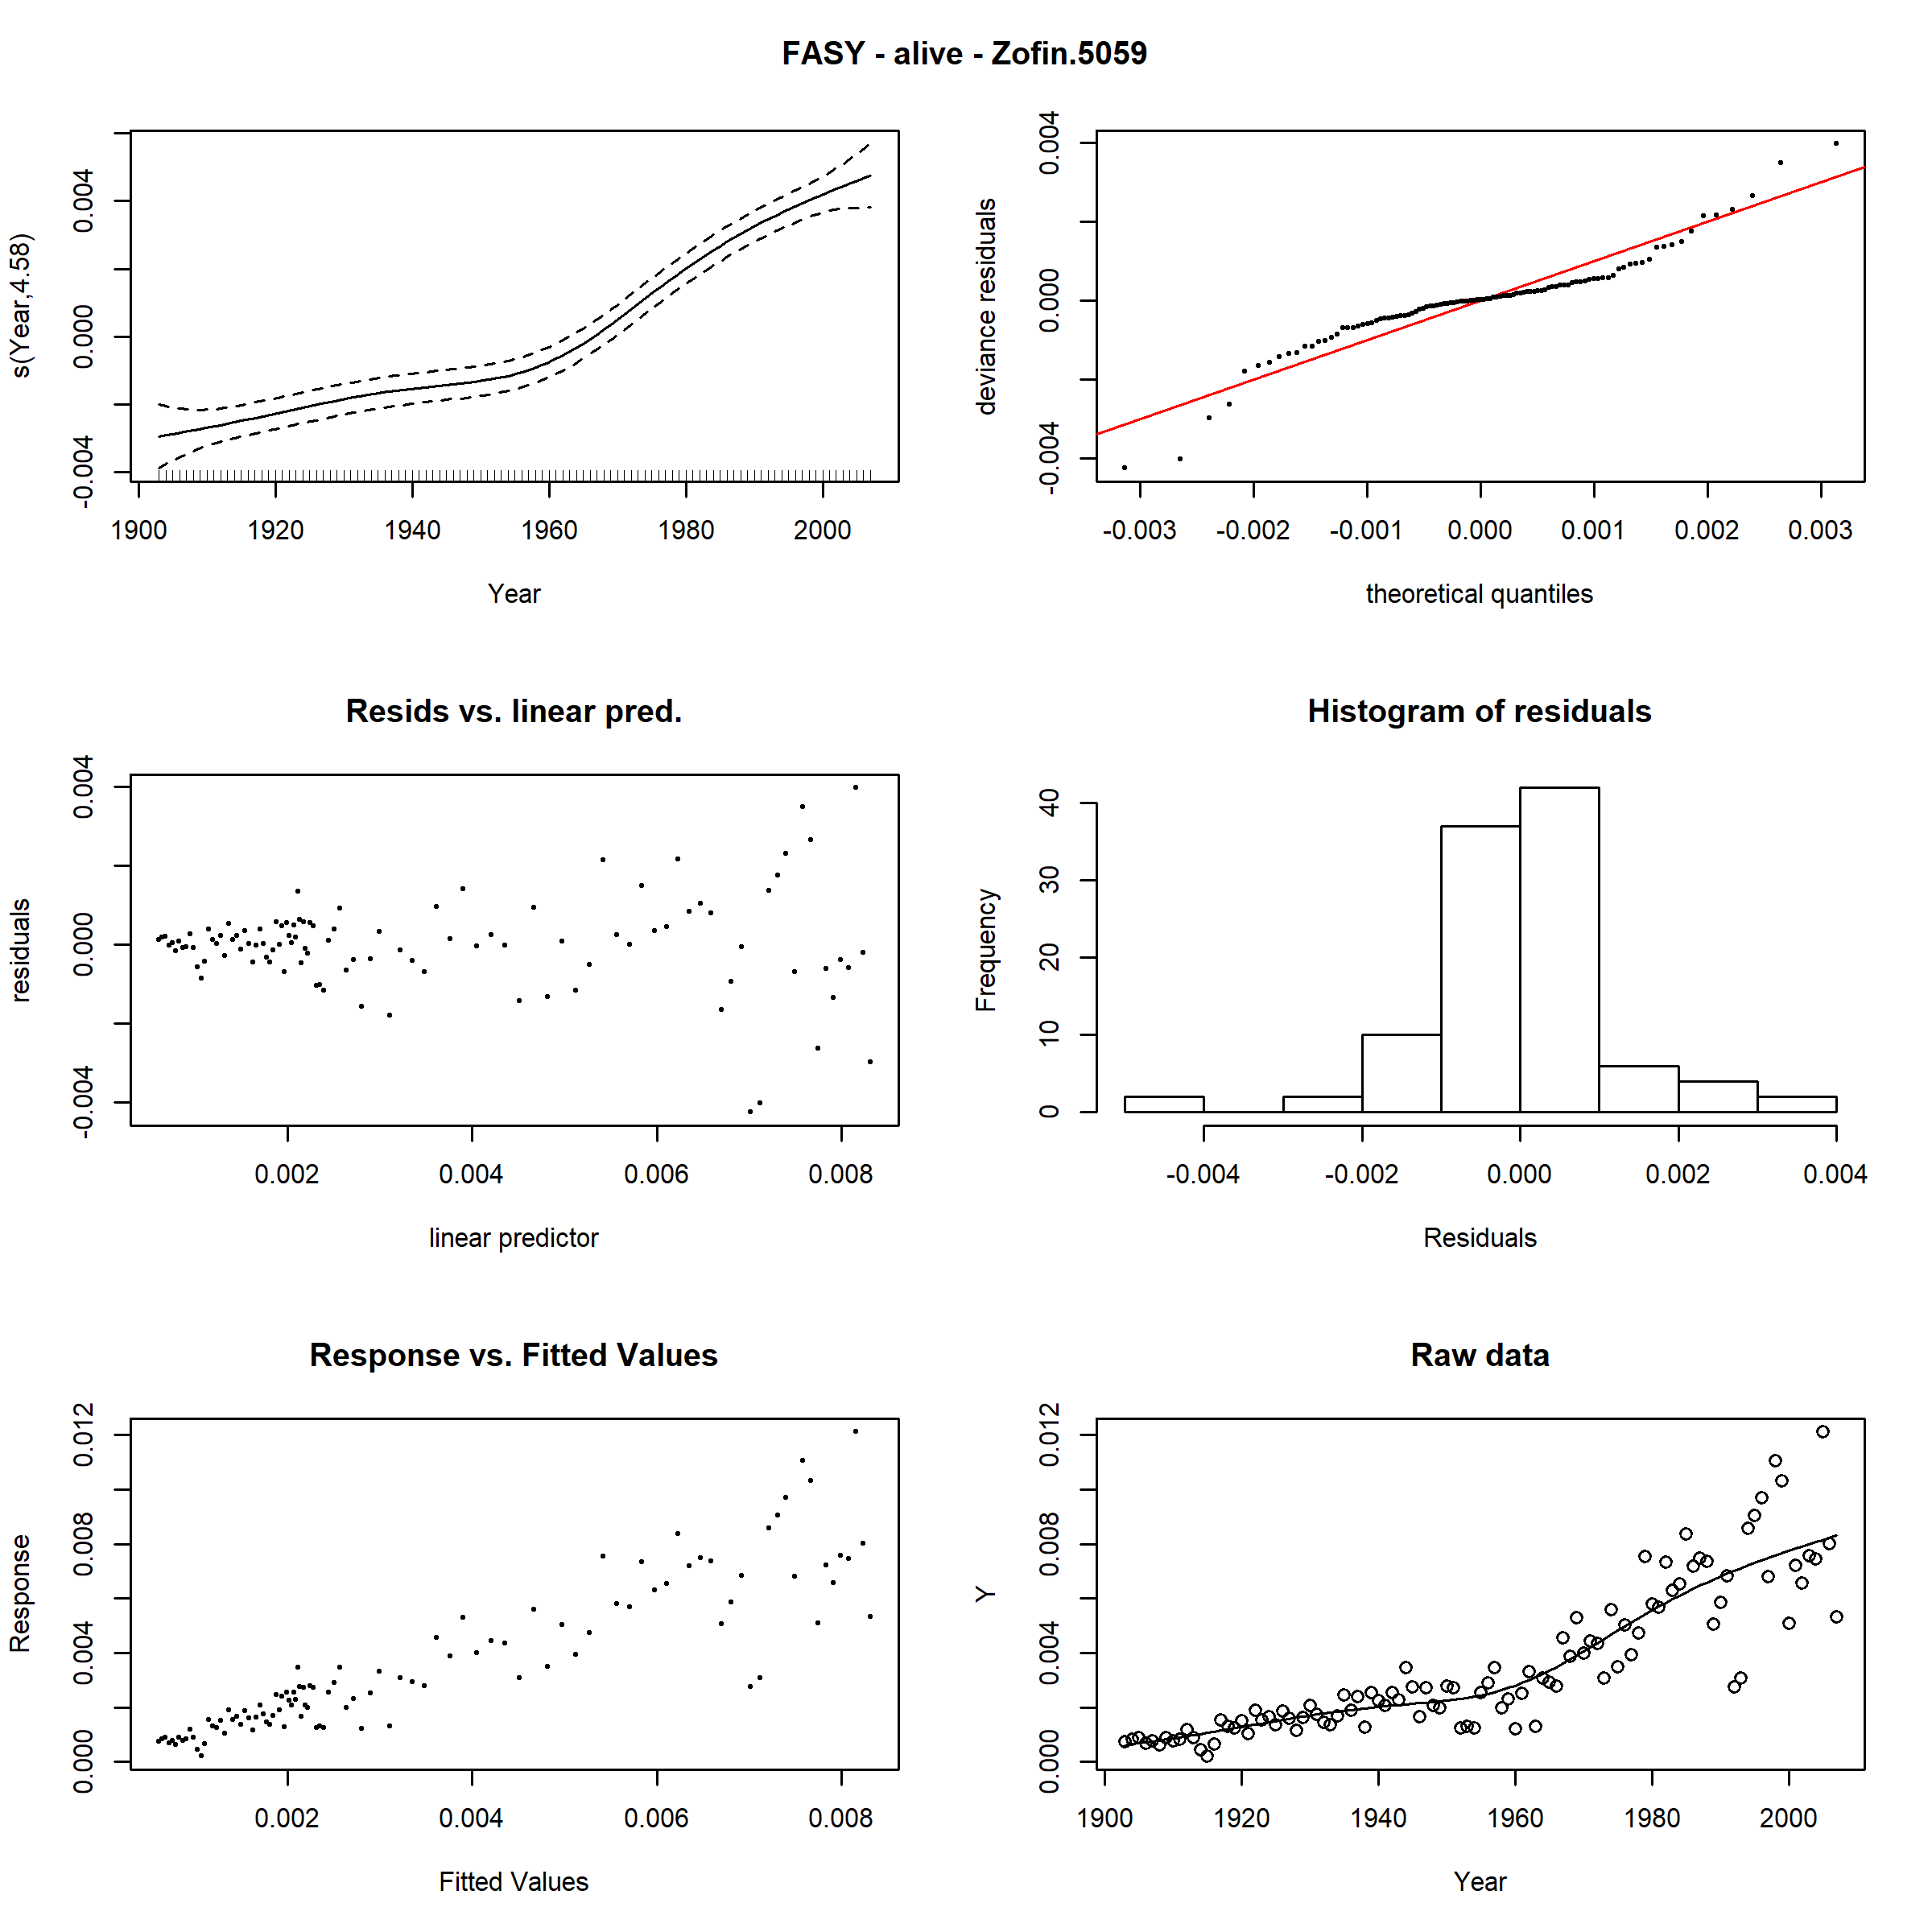 FASY - alive - Zofin.5059
s(Year,4.58)
-0.004 0.000 0.004
1900 1920 1940 1960 1980 2000
Year
deviance residuals
-0.004 0.000 0.004
-0.003 -0.002 -0.001 0.000 0.001 0.002 0.003
theoretical quantiles
Resids vs. linear pred.
residuals
-0.004 0.000 0.004
0.002 0.004 0.006 0.008
linear predictor
Histogram of residuals
Frequency
0 10 20 30 40
-0.004 -0.002 0.000 0.002 0.004
Residuals
Response vs. Fitted Values
Response
0.000 0.004 0.008 0.012
0.002 0.004 0.006 0.008
Fitted Values
Raw data
Y
0.000 0.004 0.008 0.012
1900 1920 1940 1960 1980 2000
Year